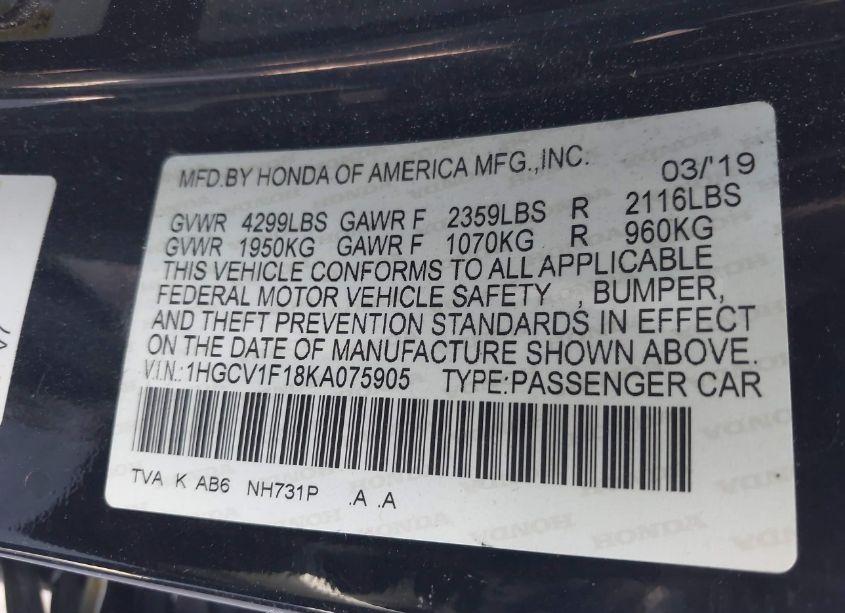 MFD.BY HONDA OF AMERICA MFG.,INC. 03/'19
GVWR 4299LBS GAWR F 2359LBS R 2116LBS
GVWR 1950KG GAWR F 1070KG R 960KG
THIS VEHICLE CONFORMS TO ALL APPLICABLE
FEDERAL MOTOR VEHICLE SAFETY , BUMPER,
AND THEFT PREVENTION STANDARDS IN EFFECT
ON THE DATE OF MANUFACTURE SHOWN ABOVE.
V.I.N.:1HGCV1F18KA075905 TYPE:PASSENGER CAR
TVA K AB6 NH731P .A .A